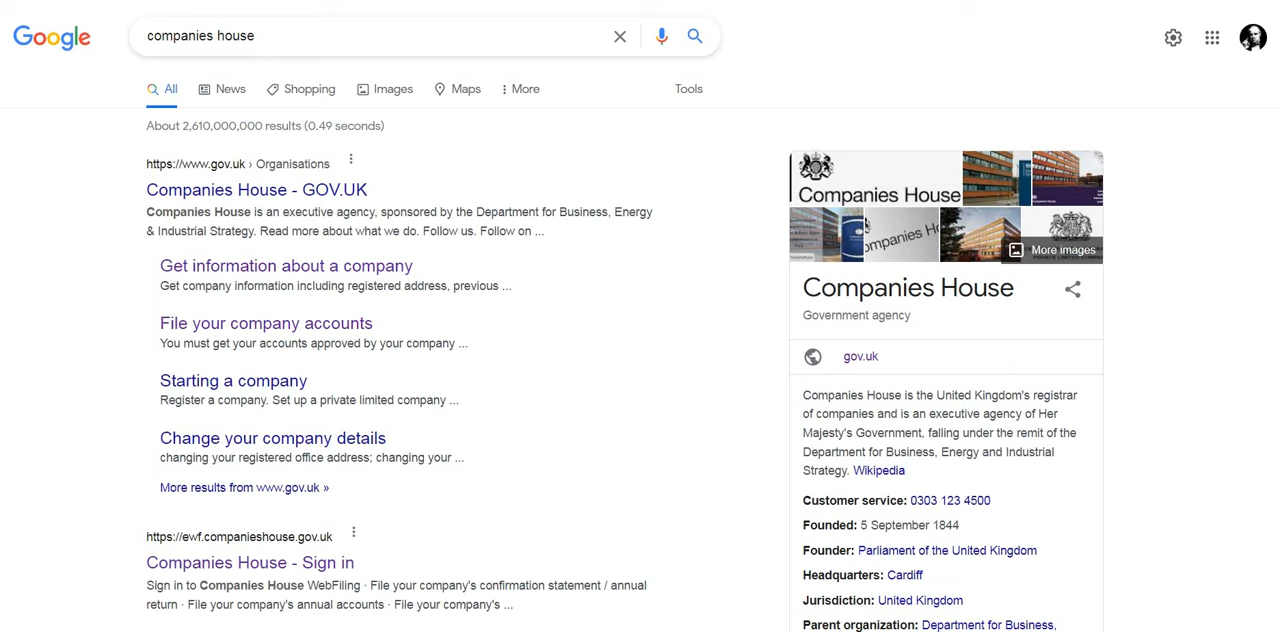 Google
companies house
All
News
Shopping
Images
Maps
More
Tools
About 2,610,000,000 results (0.49 seconds)
https://www.gov.uk › Organisations
Companies House - GOV.UK
Companies House is an executive agency, sponsored by the Department for Business, Energy
& Industrial Strategy. Read more about what we do. Follow us. Follow on ...
Get information about a company
Get company information including registered address, previous ...
File your company accounts
You must get your accounts approved by your company ...
Starting a company
Register a company. Set up a private limited company ...
Change your company details
changing your registered office address; changing your ...
More results from www.gov.uk »
https://ewf.companieshouse.gov.uk
Companies House - Sign in
Sign in to Companies House WebFiling · File your company's confirmation statement / annual
return · File your company's annual accounts · File your company's ...
Companies House
ompanies H
More images
Companies House
Government agency
gov.uk
Companies House is the United Kingdom's registrar
of companies and is an executive agency of Her
Majesty's Government, falling under the remit of the
Department for Business, Energy and Industrial
Strategy. Wikipedia
Customer service: 0303 123 4500
Founded: 5 September 1844
Founder: Parliament of the United Kingdom
Headquarters: Cardiff
Jurisdiction: United Kingdom
Parent organization: Department for Business,